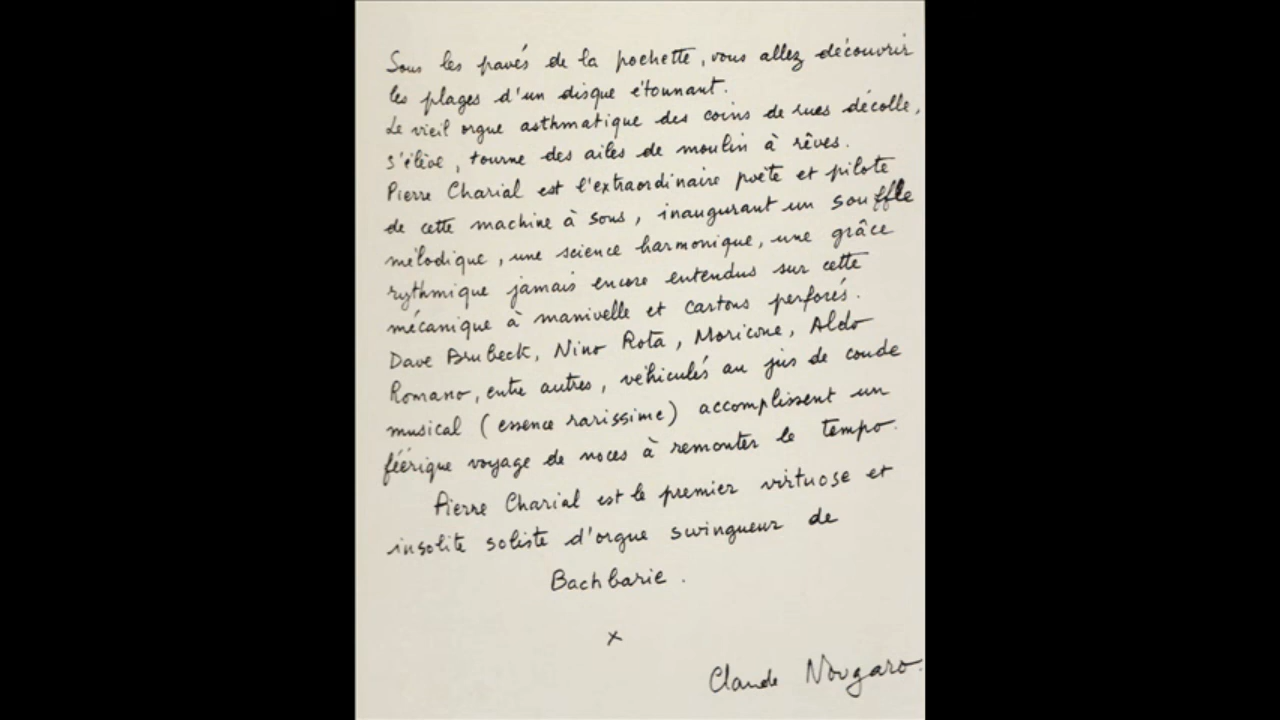 Sous les pavés de la pochette, vous allez découvrir
les plages d'un disque étonnant.
Le vieil orgue asthmatique des coins de rues décolle,
s'élève, tourne des ailes de moulin à rêves.
Pierre Charial est l'extraordinaire poète et pilote
de cette machine à sons, inaugurant un souffle
mélodique, une science harmonique, une grâce
rythmique jamais encore entendus sur cette
mécanique à manivelle et cartons perforés.
Dave Brubeck, Nino Rota, Moricone, Aldo
Romano, entre autres, véhiculés au jus de coude
musical (essence rarissime) accomplissent un
féérique voyage de noces à remonter le tempo.
Pierre Charial est le premier virtuose et
insolite soliste d'orgue swingueur de
Bachbarie.
x
Claude Nougaro.